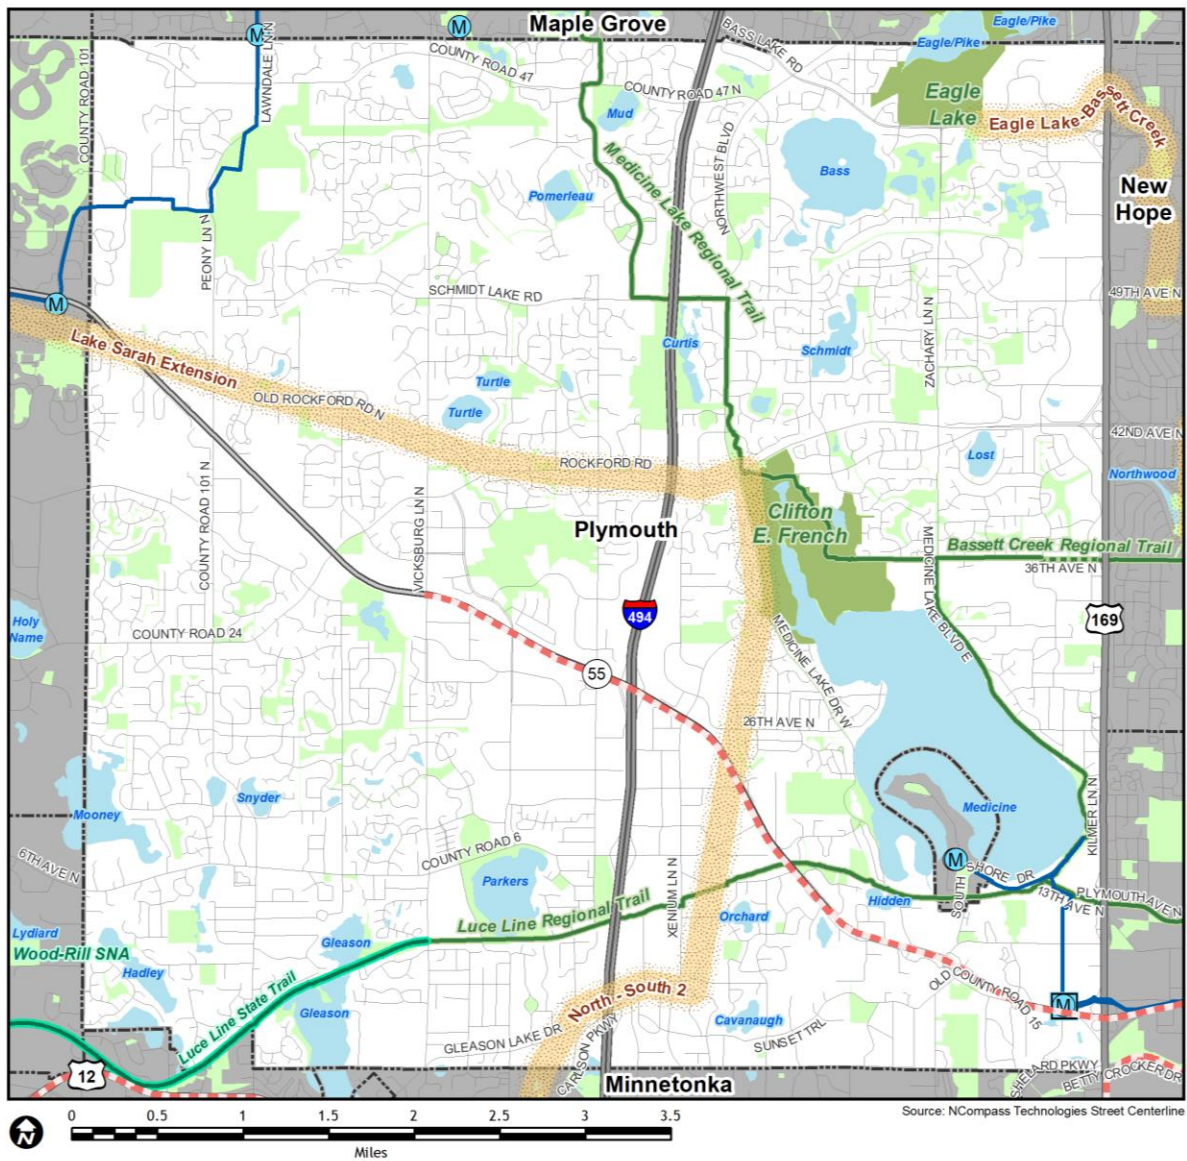 Maple Grove
Eagle/Pike
Eagle/Pike
M
M
BASS LAKE RD
COUNTY ROAD 101
LAWNDALE LN N
COUNTY ROAD 47
COUNTY ROAD 47 N
Eagle
Lake
Eagle Lake-Bassett Creek
Mud
Medicine Lake Regional Trail
NORTHWEST BLVD
Bass
New
Hope
Pomerleau
PEONY LN N
SCHMIDT LAKE RD
49TH AVE N
M
Lake Sarah Extension
Curtis
Schmidt
ZACHARY LN N
Turtle
OLD ROCKFORD RD N
Turtle
42ND AVE N
Lost
ROCKFORD RD
Northwood
COUNTY ROAD 101 N
VICKSBURG LN N
Plymouth
Clifton
E. French
MEDICINE LAKE BLVD E
Bassett Creek Regional Trail
36TH AVE N
494
169
Holy
Name
COUNTY ROAD 24
MEDICINE LAKE DR W
55
26TH AVE N
Snyder
Mooney
Medicine
KILMER LN N
6TH AVE N
COUNTY ROAD 6
M
SOUTH SHORE DR
Parkers
XENIUM LN N
Hidden
13TH AVE N
PLYMOUTH AVE N
Luce Line Regional Trail
Orchard
Lydiard
Gleason
Wood-Rill SNA
Hadley
Luce Line State Trail
OLD COUNTY ROAD 15
North - South 2
M
Gleason
Cavanaugh
GLEASON LAKE DR
CARLSON PKWY
SUNSET TRL
12
SHELARD PKWY
BETTY CROCKER DR
Minnetonka
N
0 0.5 1 1.5 2 2.5 3 3.5
Miles
Source: NCompass Technologies Street Centerline